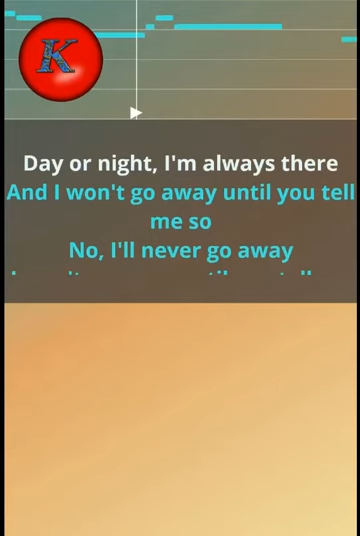 K
Day or night, I'm always there
And I won't go away until you tell
me so
No, I'll never go away